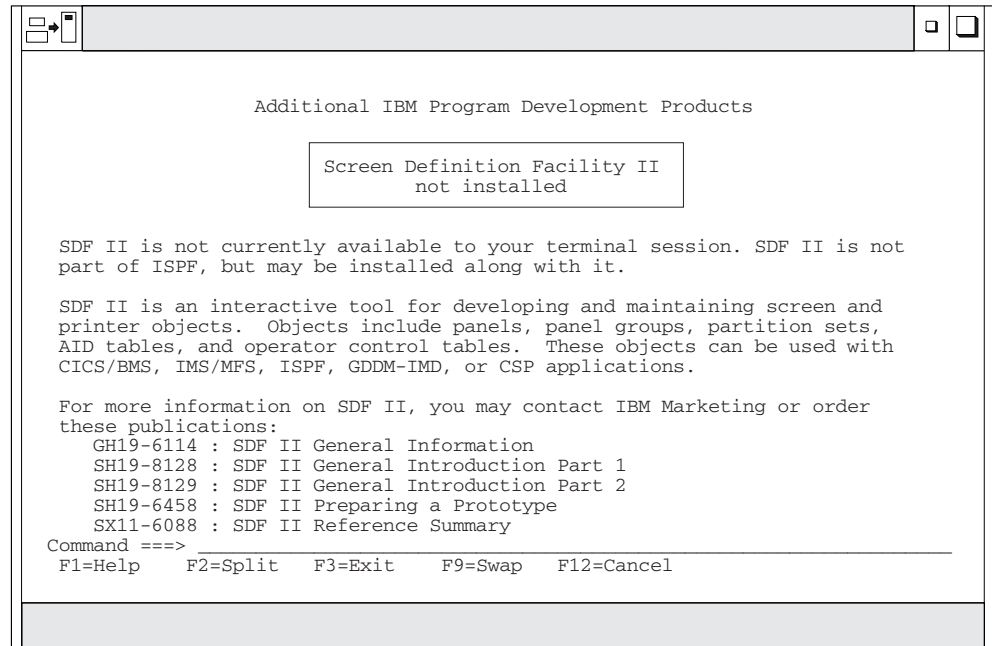 Additional IBM Program Development Products
Screen Definition Facility II
not installed
SDF II is not currently available to your terminal session. SDF II is not
part of ISPF, but may be installed along with it.
SDF II is an interactive tool for developing and maintaining screen and
printer objects.  Objects include panels, panel groups, partition sets,
AID tables, and operator control tables.  These objects can be used with
CICS/BMS, IMS/MFS, ISPF, GDDM-IMD, or CSP applications.
For more information on SDF II, you may contact IBM Marketing or order
these publications:
GH19-6114 : SDF II General Information
SH19-8128 : SDF II General Introduction Part 1
SH19-8129 : SDF II General Introduction Part 2
SH19-6458 : SDF II Preparing a Prototype
SX11-6088 : SDF II Reference Summary
Command ===> 
F1=Help    F2=Split   F3=Exit    F9=Swap   F12=Cancel